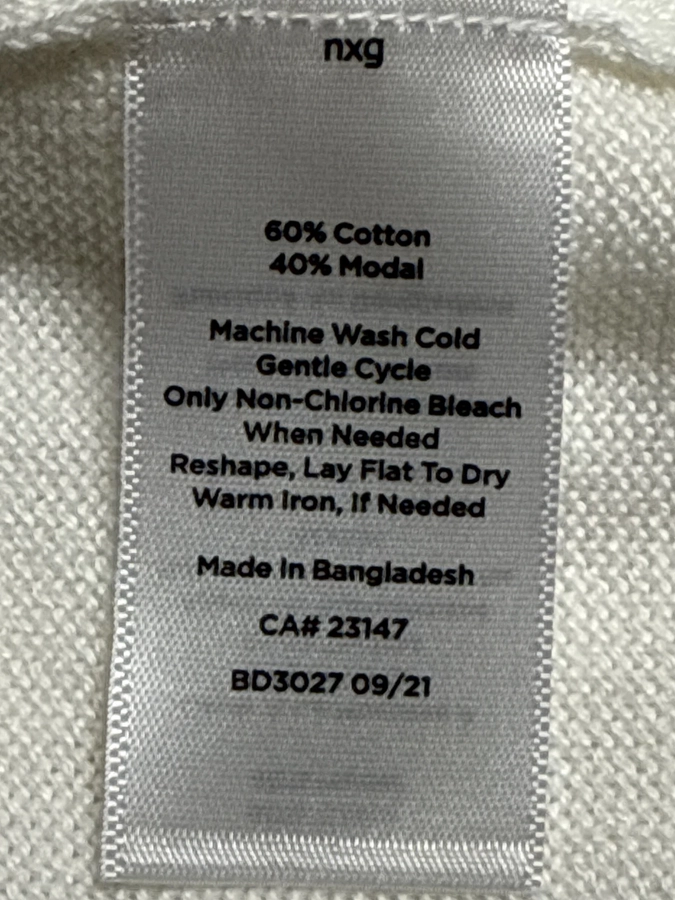 nxg
60% Cotton
40% Modal
Machine Wash Cold
Gentle Cycle
Only Non-Chlorine Bleach
When Needed
Reshape, Lay Flat To Dry
Warm Iron, If Needed
Made In Bangladesh
CA# 23147
BD3027 09/21